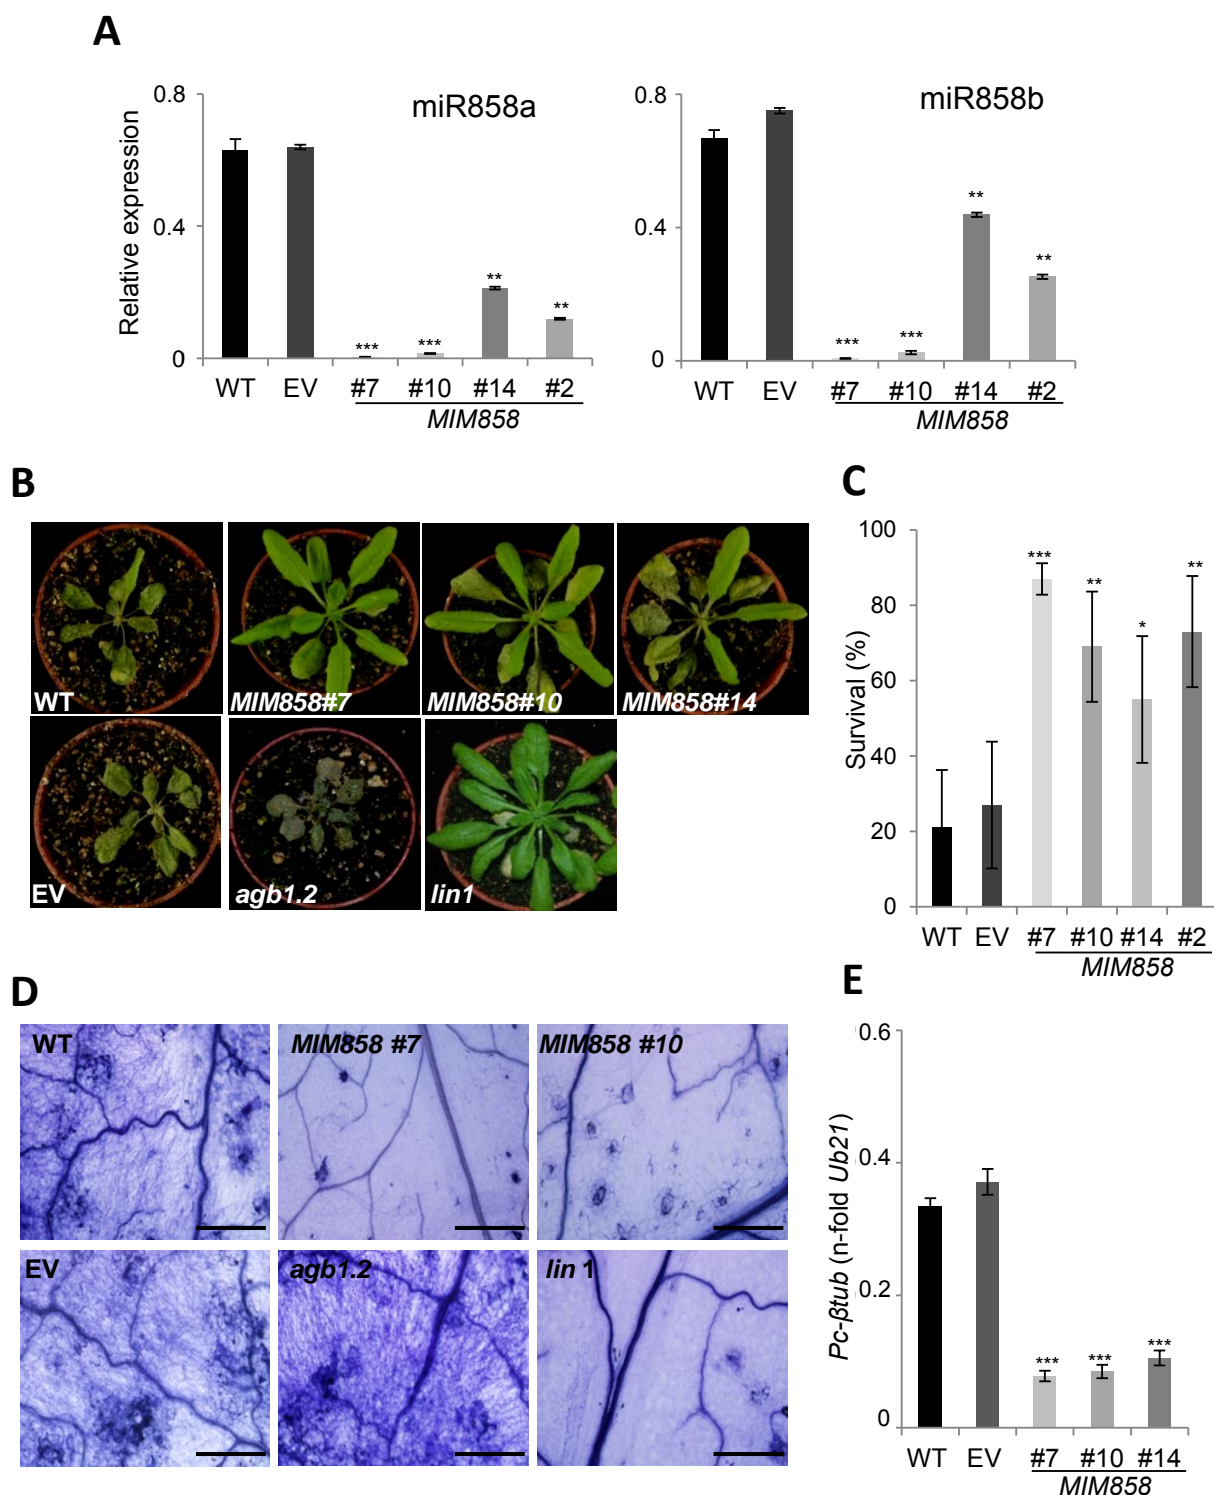 A
miR858a
miR858b
Relative expression
0.8
0.4
0
*** *** ** **
WT EV #7 #10 #14 #2
MIM858
0.8
0.4
0
*** *** ** **
WT EV #7 #10 #14 #2
MIM858
B
WT
MIM858#7
MIM858#10
MIM858#14
EV
agb1.2
lin1
C
Survival (%)
100
80
60
40
20
0
*** ** * **
WT EV #7 #10 #14 #2
MIM858
D
WT
MIM858 #7
MIM858 #10
EV
agb1.2
lin 1
E
Pc-βtub (n-fold Ub21)
0.6
0.4
0.2
0
*** *** ***
WT EV #7 #10 #14
MIM858